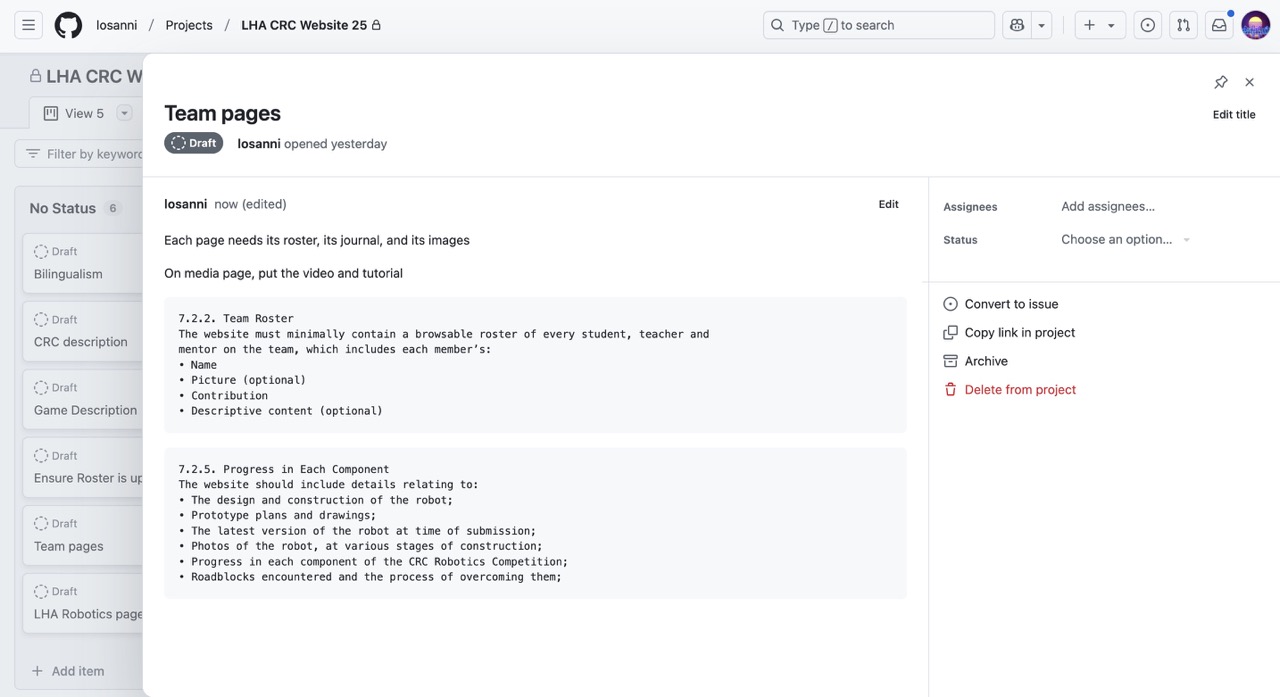 losanni / Projects / LHA CRC Website 25
Type / to search
LHA CRC W
View 5
Filter by keyword
No Status 6
Draft
Bilingualism
Draft
CRC description
Draft
Game Description
Draft
Ensure Roster is up
Draft
Team pages
Draft
LHA Robotics page
+ Add item
Team pages
Edit title
Draft
losanni opened yesterday
losanni now (edited)
Edit
Each page needs its roster, its journal, and its images
On media page, put the video and tutorial
7.2.2. Team Roster
The website must minimally contain a browsable roster of every student, teacher and
mentor on the team, which includes each member’s:
• Name
• Picture (optional)
• Contribution
• Descriptive content (optional)
7.2.5. Progress in Each Component
The website should include details relating to:
• The design and construction of the robot;
• Prototype plans and drawings;
• The latest version of the robot at time of submission;
• Photos of the robot, at various stages of construction;
• Progress in each component of the CRC Robotics Competition;
• Roadblocks encountered and the process of overcoming them;
Assignees
Add assignees...
Status
Choose an option...
Convert to issue
Copy link in project
Archive
Delete from project